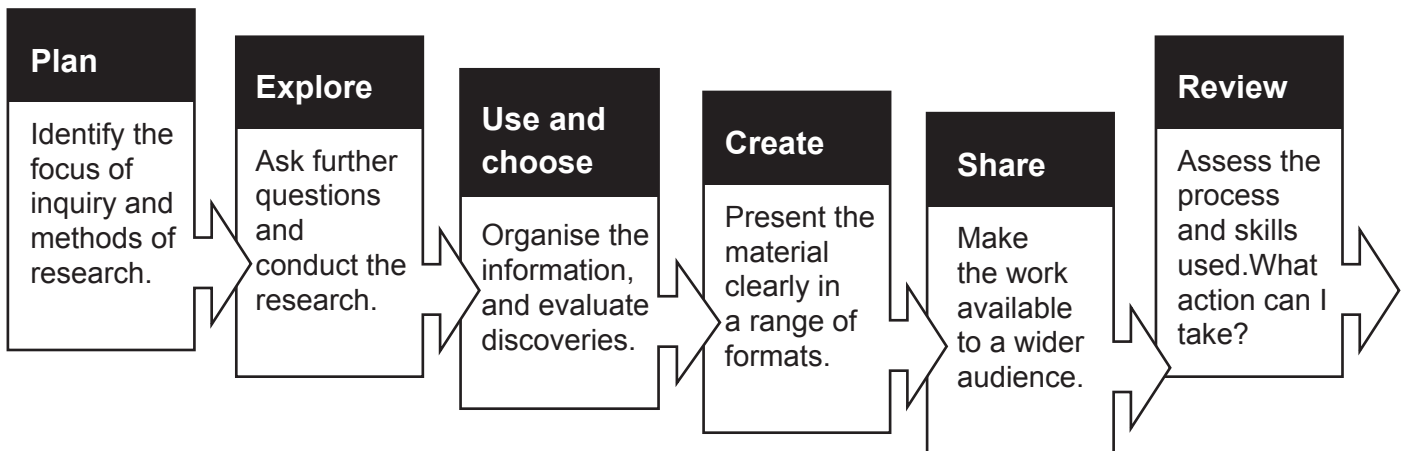 Plan
Identify the
focus of
inquiry and
methods of
research.
Explore
Ask further
questions
and
conduct the
research.
Use and
choose
Organise the
information,
and evaluate
discoveries.
Create
Present the
material
clearly in
a range of
formats.
Share
Make
the work
available
to a wider
audience.
Review
Assess the
process
and skills
used.What
action can I
take?